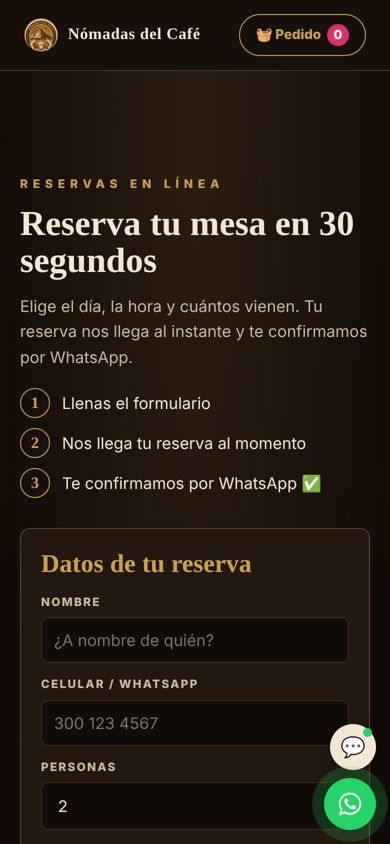 Nómadas del Café
🧺 Pedido 0
RESERVAS EN LÍNEA
Reserva tu mesa en 30
segundos
Elige el día, la hora y cuántos vienen. Tu
reserva nos llega al instante y te confirmamos
por WhatsApp.
1 Llenas el formulario
2 Nos llega tu reserva al momento
3 Te confirmamos por WhatsApp ✅
Datos de tu reserva
NOMBRE
¿A nombre de quién?
CELULAR / WHATSAPP
300 123 4567
PERSONAS
2